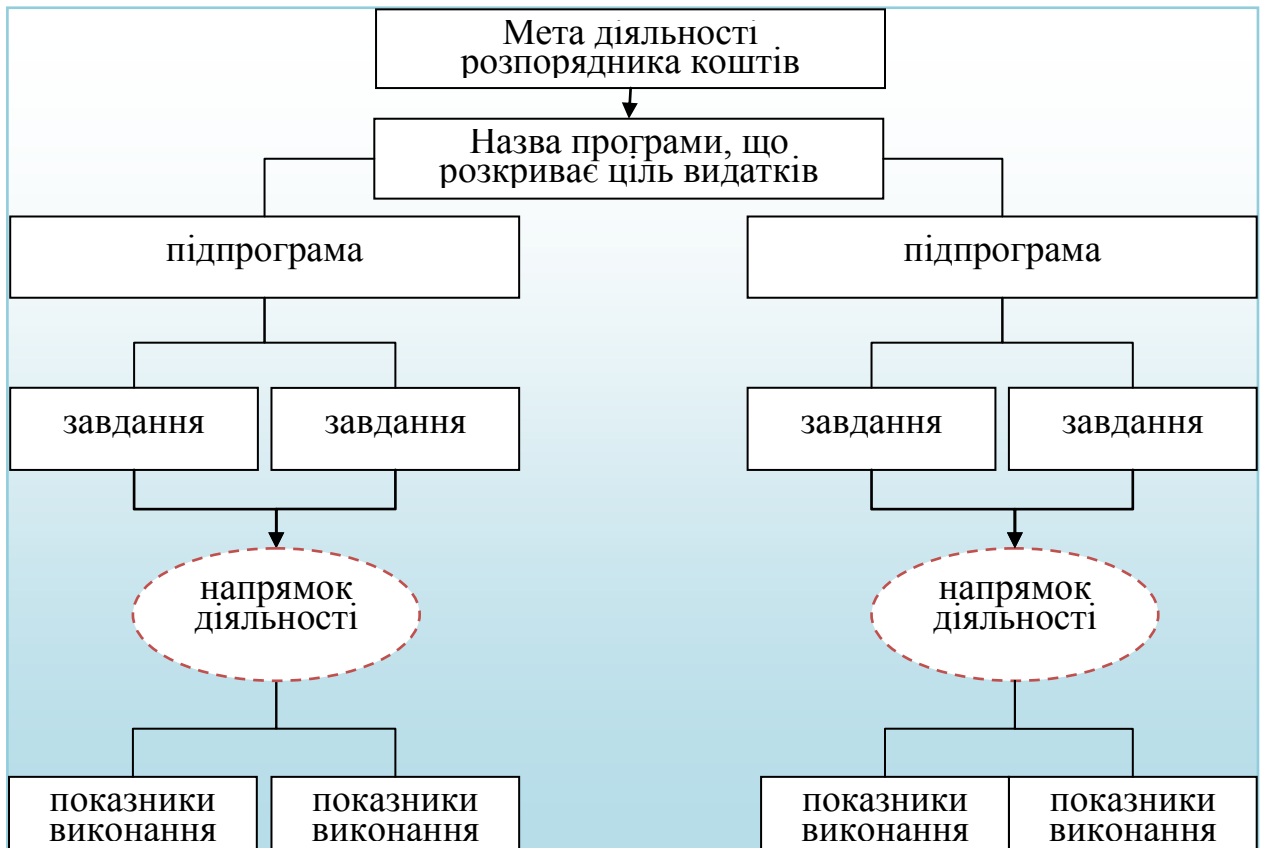 Мета діяльності
розпорядника коштів
Назва програми, що
розкриває ціль видатків
підпрограма
підпрограма
завдання
завдання
завдання
завдання
напрямок
діяльності
напрямок
діяльності
показники
виконання
показники
виконання
показники
виконання
показники
виконання